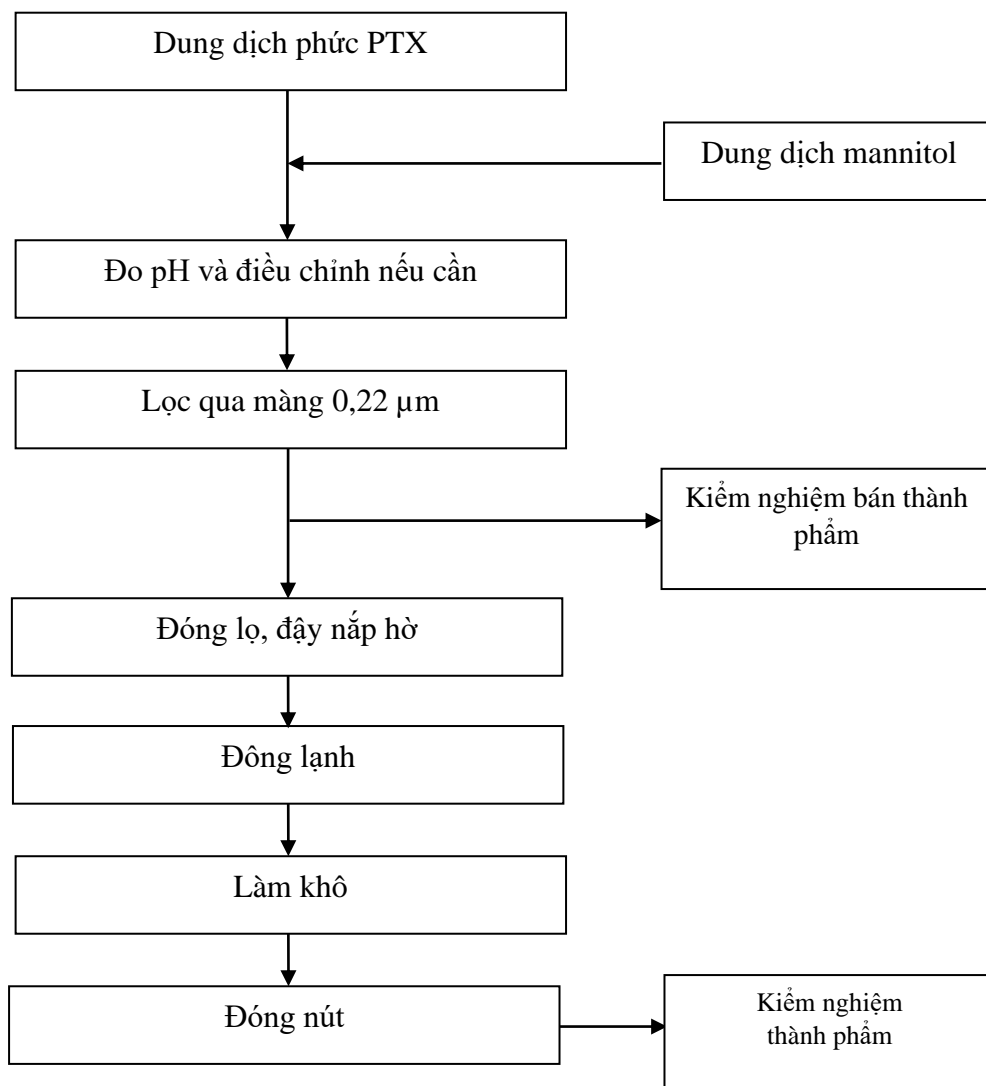 Dung dịch phức PTX
Dung dịch mannitol
Đo pH và điều chỉnh nếu cần
Lọc qua màng 0,22 µm
Kiểm nghiệm bán thành
phẩm
Đóng lọ, đậy nắp hờ
Đông lạnh
Làm khô
Đóng nút
Kiểm nghiệm
thành phẩm